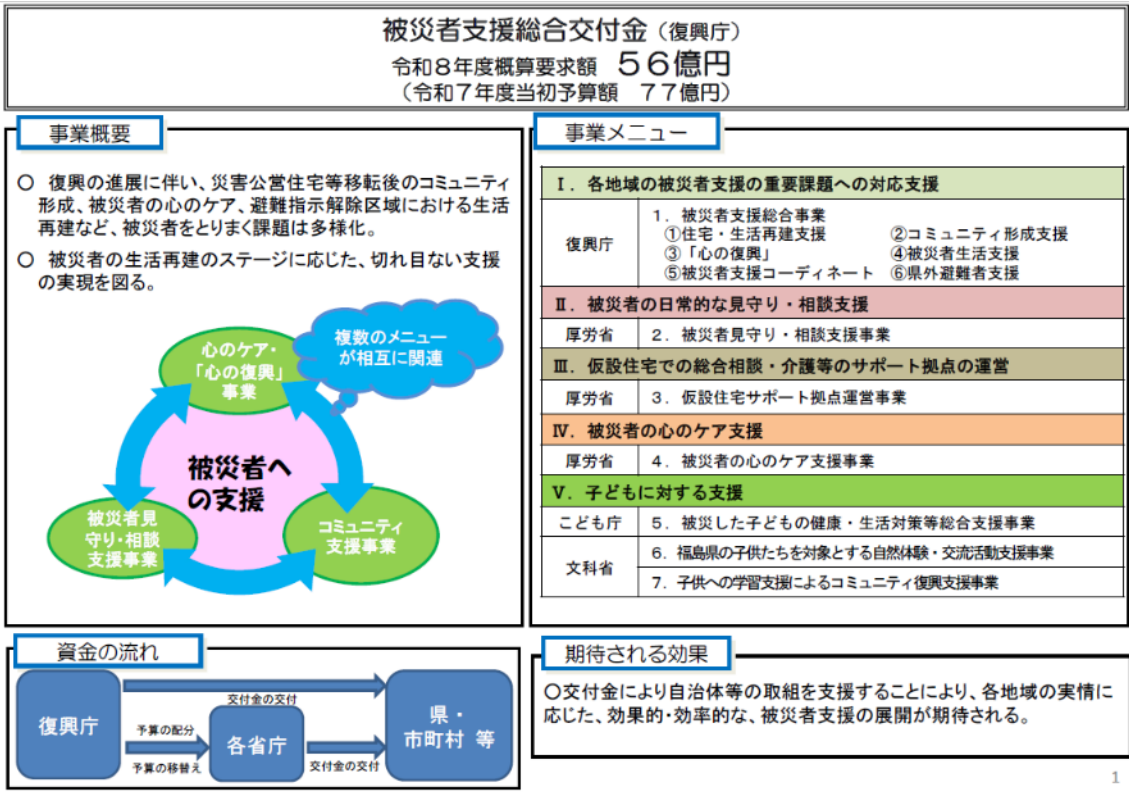 被災者支援総合交付金（復興庁）
令和８年度概算要求額　５６億円
（令和７年度当初予算額　７７億円）
事業概要
○　復興の進展に伴い、災害公営住宅等移転後のコミュニティ
形成、被災者の心のケア、避難指示解除区域における生活
再建など、被災者をとりまく課題は多様化。
○　被災者の生活再建のステージに応じた、切れ目ない支援
の実現を図る。
複数のメニュー
が相互に関連
心のケア・
「心の復興」
事業
被災者へ
の支援
被災者見
守り・相談
支援事業
コミュニティ
支援事業
事業メニュー
Ⅰ．各地域の被災者支援の重要課題への対応支援
復興庁
１．被災者支援総合事業
①住宅・生活再建支援　②コミュニティ形成支援
③「心の復興」　④被災者生活支援
⑤被災者支援コーディネート　⑥県外避難者支援
Ⅱ．被災者の日常的な見守り・相談支援
厚労省　２．被災者見守り・相談支援事業
Ⅲ．仮設住宅での総合相談・介護等のサポート拠点の運営
厚労省　３．仮設住宅サポート拠点運営事業
Ⅳ．被災者の心のケア支援
厚労省　４．被災者の心のケア支援事業
Ⅴ．子どもに対する支援
こども庁　５．被災した子どもの健康・生活対策等総合支援事業
文科省
６．福島県の子供たちを対象とする自然体験・交流活動支援事業
７．子供への学習支援によるコミュニティ復興支援事業
資金の流れ
復興庁
交付金の交付
予算の配分
予算の移替え
各省庁
交付金の交付
県・
市町村 等
期待される効果
○交付金により自治体等の取組を支援することにより、各地域の実情に
応じた、効果的・効率的な、被災者支援の展開が期待される。
1